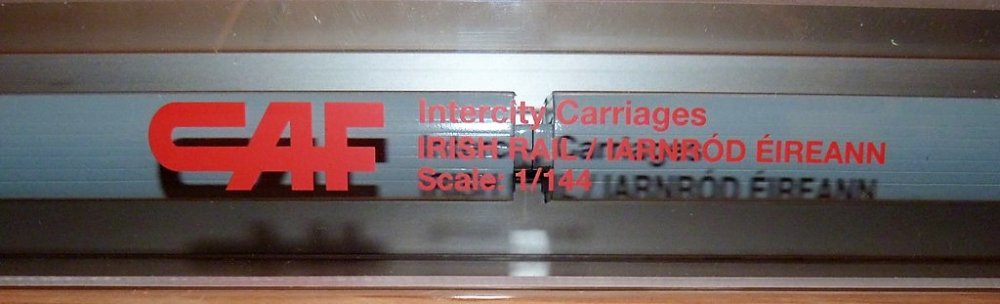 CAF
Intercity Carriages
IRISH RAIL / IARNRÓD ÉIREANN
Scale: 1/144